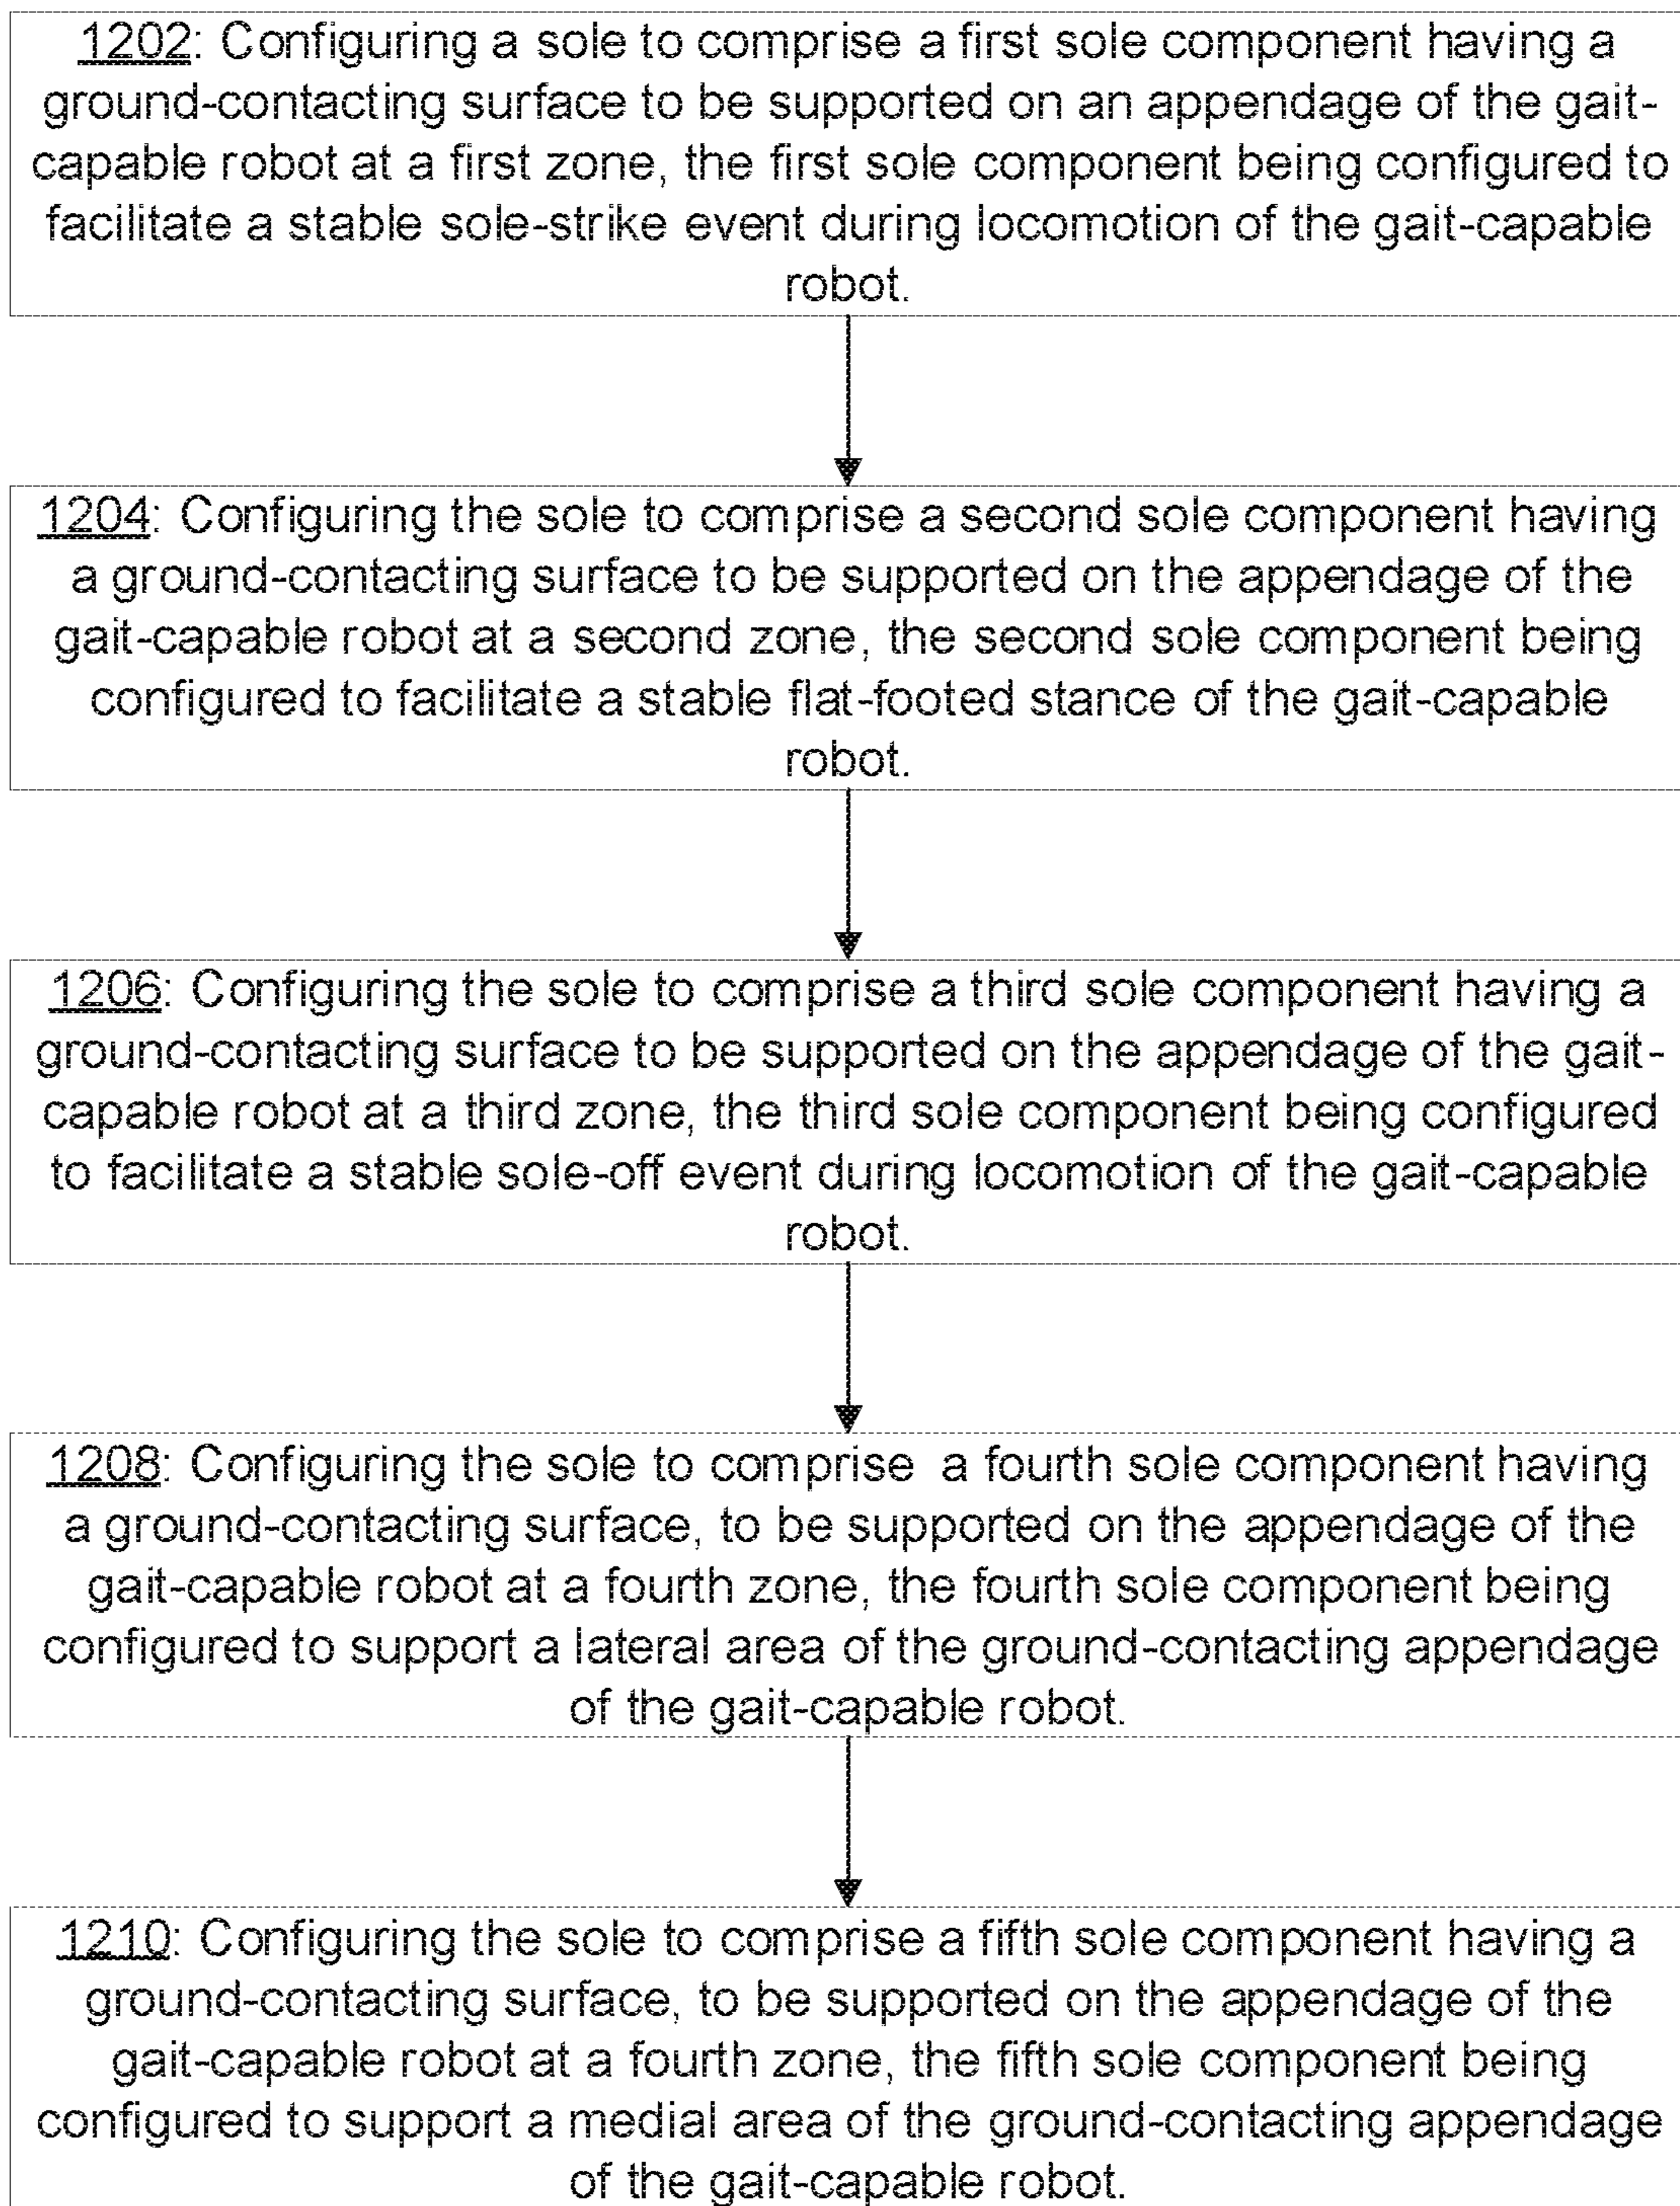 1202: Configuring a sole to comprise a first sole component having a
ground-contacting surface to be supported on an appendage of the gait-
capable robot at a first zone, the first sole component being configured to
facilitate a stable sole-strike event during locomotion of the gait-capable
robot.
1204: Configuring the sole to comprise a second sole component having
a ground-contacting surface to be supported on the appendage of the
gait-capable robot at a second zone, the second sole component being
configured to facilitate a stable flat-footed stance of the gait-capable
robot.
1206: Configuring the sole to comprise a third sole component having a
ground-contacting surface to be supported on the appendage of the gait-
capable robot at a third zone, the third sole component being configured
to facilitate a stable sole-off event during locomotion of the gait-capable
robot.
1208: Configuring the sole to comprise a fourth sole component having
a ground-contacting surface, to be supported on the appendage of the
gait-capable robot at a fourth zone, the fourth sole component being
configured to support a lateral area of the ground-contacting appendage
of the gait-capable robot.
1210: Configuring the sole to comprise a fifth sole component having a
ground-contacting surface, to be supported on the appendage of the
gait-capable robot at a fourth zone, the fifth sole component being
configured to support a medial area of the ground-contacting appendage
of the gait-capable robot.